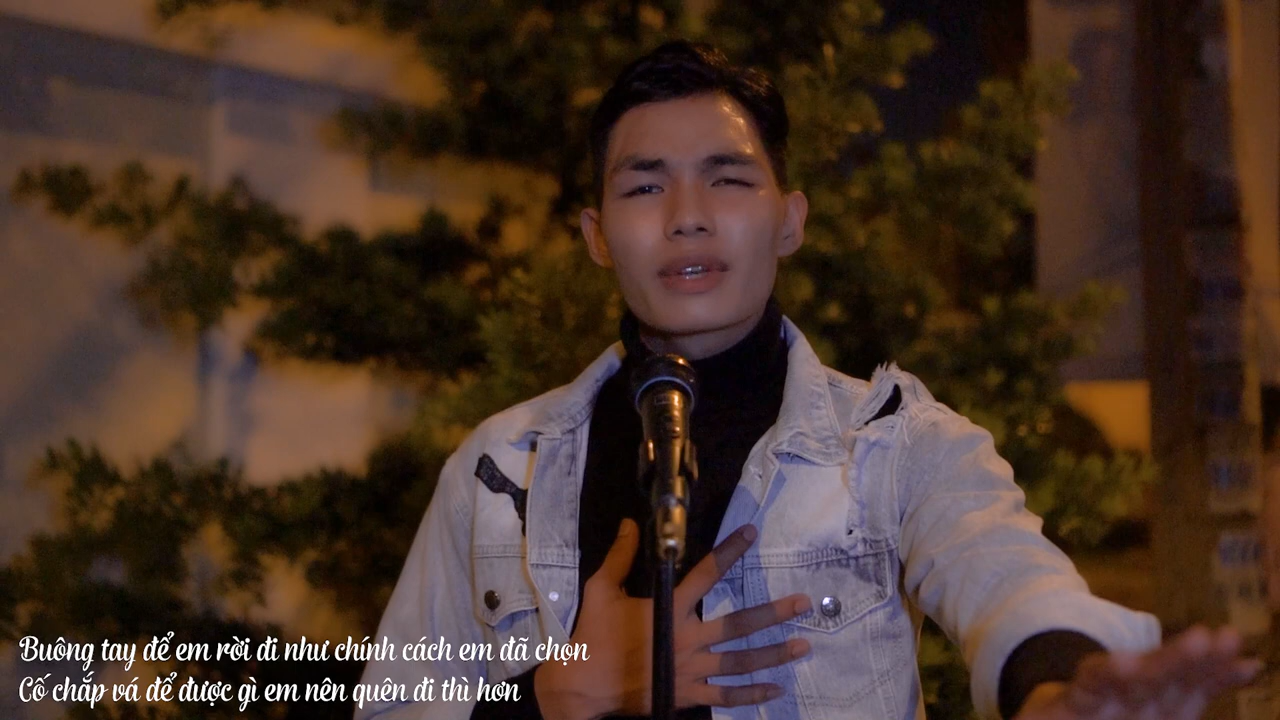 Buông tay để em rời đi như chính cách em đã chọn
Cố chắp vá để được gì em nên quên đi thì hơn